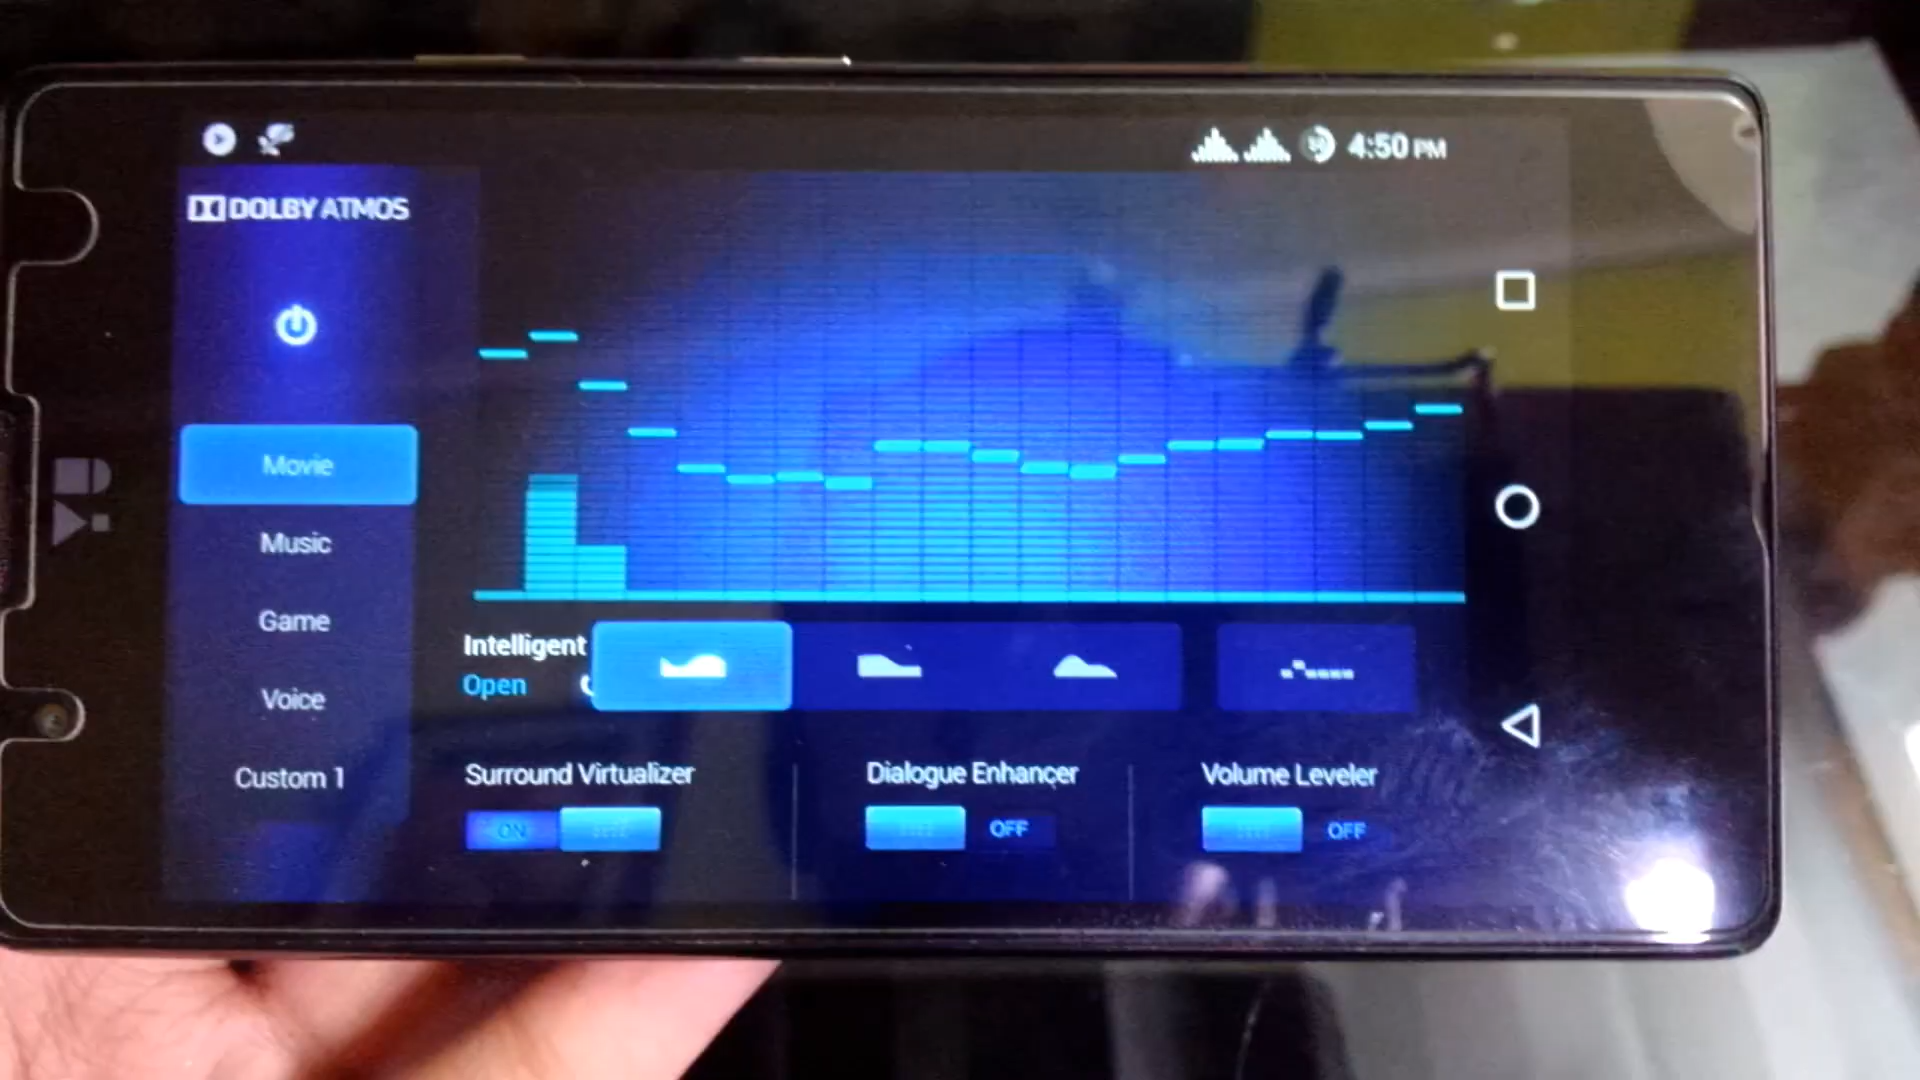 4:50 PM
DOLBY ATMOS
Movie
Music
Game
Voice
Custom 1
Intelligent
Open
Surround Virtualizer
ON
Dialogue Enhancer
OFF
Volume Leveler
OFF